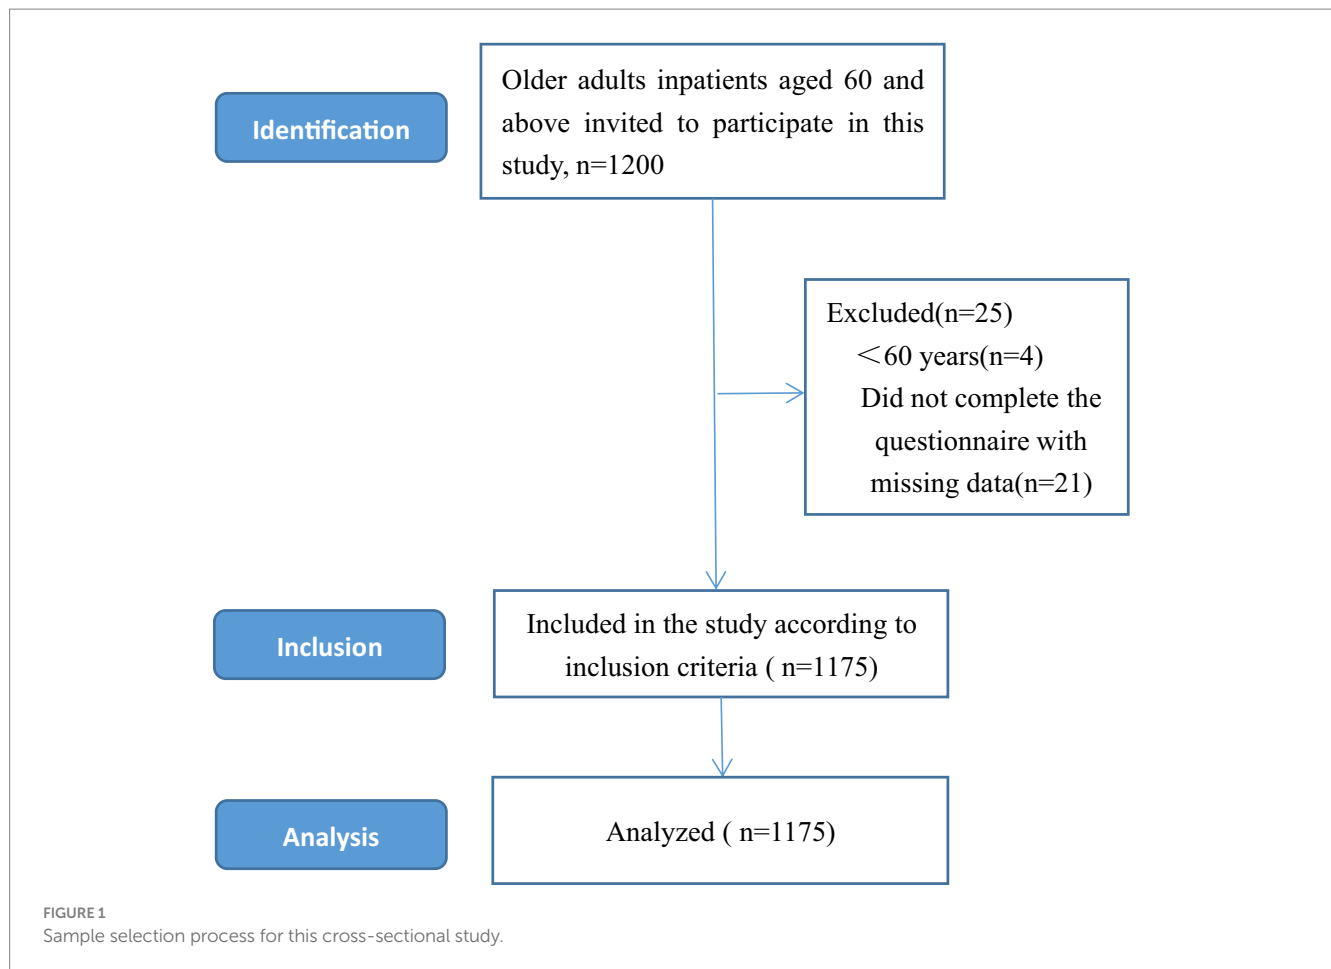 Identification
Older adults inpatients aged 60 and
above invited to participate in this
study, n=1200
Excluded(n=25)
<60 years(n=4)
Did not complete the
questionnaire with
missing data(n=21)
Inclusion
Included in the study according to
inclusion criteria ( n=1175)
Analysis
Analyzed ( n=1175)
FIGURE 1
Sample selection process for this cross-sectional study.